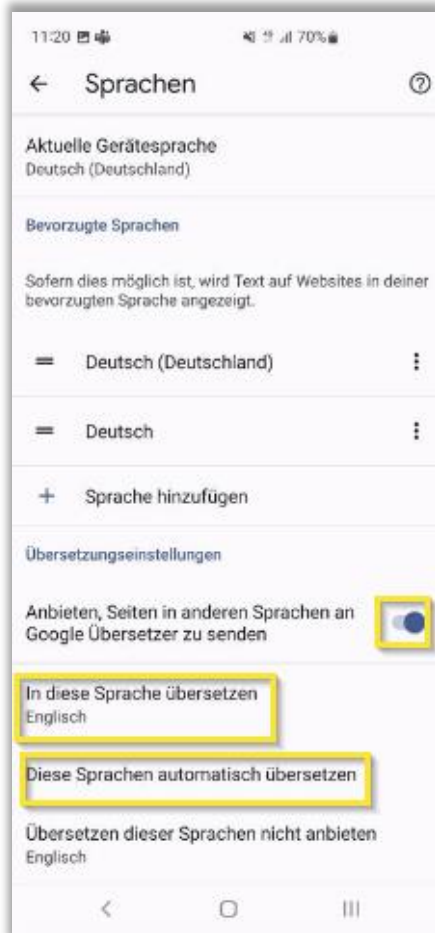 11:20 70%
Sprachen
Aktuelle Gerätesprache
Deutsch (Deutschland)
Bevorzugte Sprachen
Sofern dies möglich ist, wird Text auf Websites in deiner
bevorzugten Sprache angezeigt.
Deutsch (Deutschland)
Deutsch
Sprache hinzufügen
Übersetzungseinstellungen
Anbieten, Seiten in anderen Sprachen an
Google Übersetzer zu senden
In diese Sprache übersetzen
Englisch
Diese Sprachen automatisch übersetzen
Übersetzen dieser Sprachen nicht anbieten
Englisch